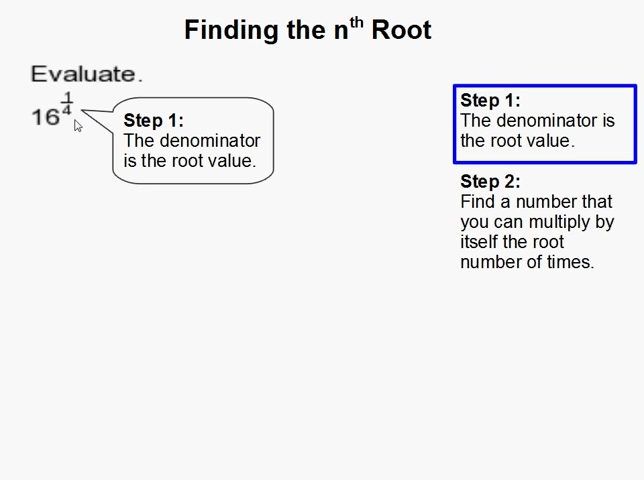 Finding the nth Root
Evaluate.
16^(1/4)
Step 1:
The denominator
is the root value.
Step 1:
The denominator is
the root value.
Step 2:
Find a number that
you can multiply by
itself the root
number of times.